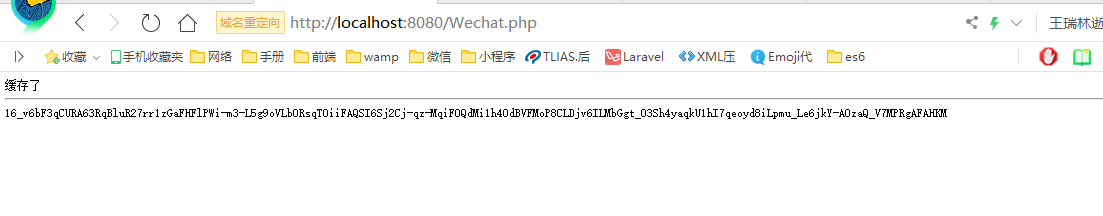 域名重定向 http://localhost:8080/Wechat.php 王瑞林逝
收藏 手机收藏夹 网络 手册 前端 wamp 微信 小程序 TLIAS.后 Laravel XML压 Emoji代 es6
缓存了
16_v6bF3qCURA63RqBluR27rr1zGaFHFlPWi-m3-L5g9oVLbORsqTOiiFAQSI6Sj2Cj-qz-MqiFOQdMi1h4OdBVFMoP8CLDjv6ILMbGgt_O3Sh4yaqkU1hI7qeoyd8iLpmu_Le6jkY-AOzaQ_V7MPRgAFAHKM